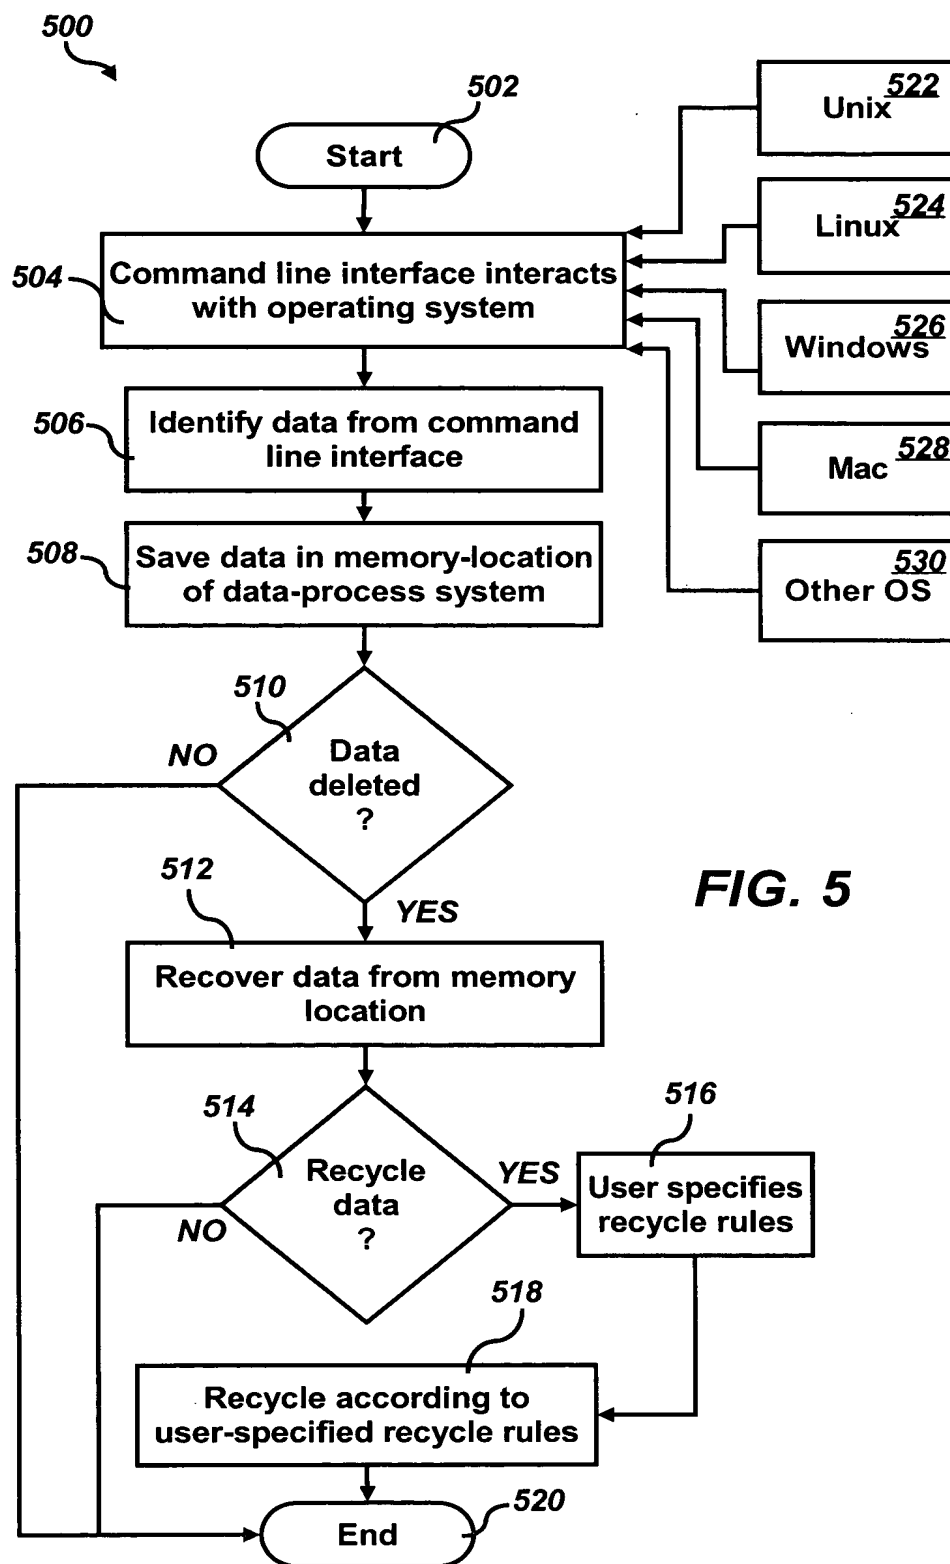 500
502
Start
522
Unix
524
Linux
504
Command line interface interacts
with operating system
526
Windows
506
Identify data from command
line interface
528
Mac
508
Save data in memory-location
of data-process system
530
Other OS
510
NO
Data
deleted
?
YES
512
FIG. 5
Recover data from memory
location
514
Recycle
data
?
YES
NO
516
User specifies
recycle rules
518
Recycle according to
user-specified recycle rules
520
End